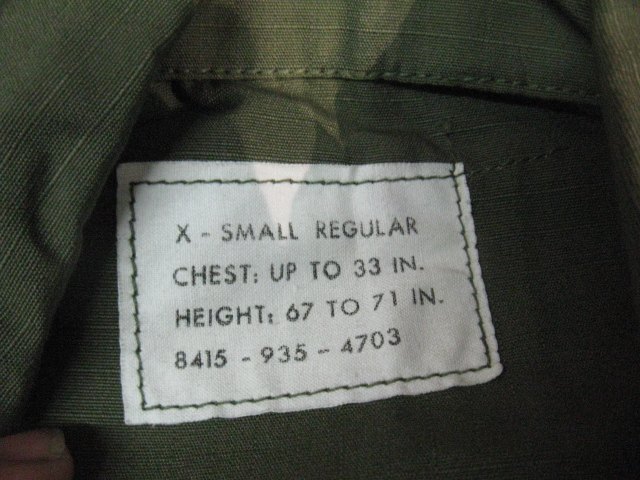 X - SMALL REGULAR
CHEST: UP TO 33 IN.
HEIGHT: 67 TO 71 IN.
8415 - 935 - 4703